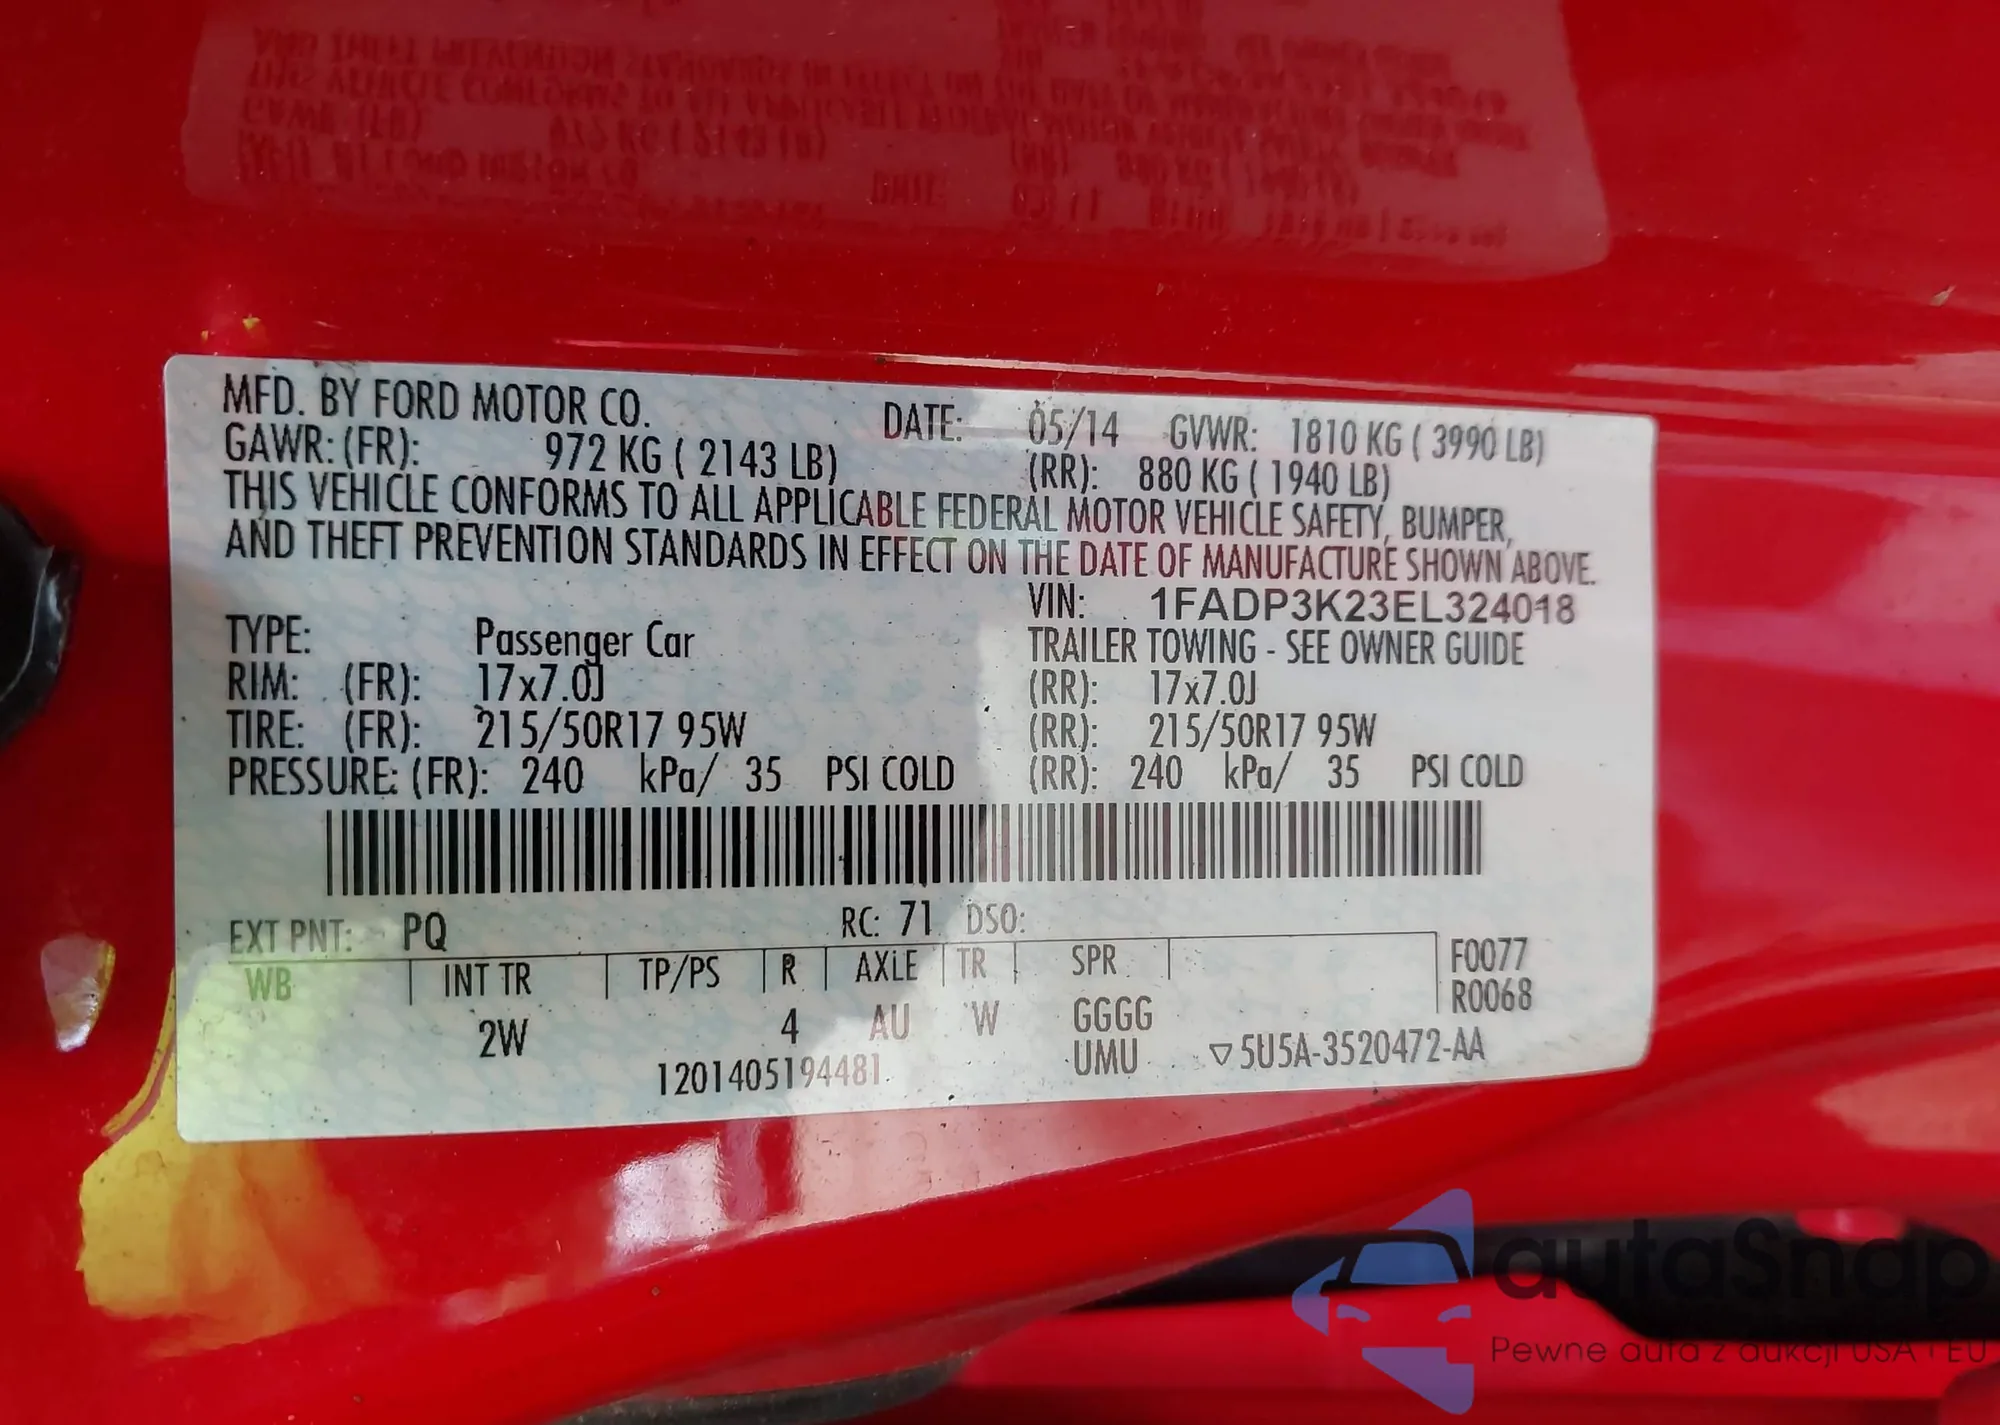 MFD. BY FORD MOTOR CO. DATE: 05/14 GVWR: 1810 KG ( 3990 LB)
GAWR: (FR): 972 KG ( 2143 LB) (RR): 880 KG ( 1940 LB)
THIS VEHICLE CONFORMS TO ALL APPLICABLE FEDERAL MOTOR VEHICLE SAFETY, BUMPER,
AND THEFT PREVENTION STANDARDS IN EFFECT ON THE DATE OF MANUFACTURE SHOWN ABOVE.
VIN: 1FADP3K23EL324018
TYPE: Passenger Car TRAILER TOWING - SEE OWNER GUIDE
RIM: (FR): 17x7.0J (RR): 17x7.0J
TIRE: (FR): 215/50R17 95W (RR): 215/50R17 95W
PRESSURE: (FR): 240 kPa/ 35 PSI COLD (RR): 240 kPa/ 35 PSI COLD
EXT PNT: PQ RC: 71 DSO:
WB INT TR TP/PS R AXLE TR SPR F0077
R0068
2W 4 AU W GGGG
UMU ▽5U5A-3520472-AA
1201405194481
autaSnap
Pewne auta z aukcji USA i EU